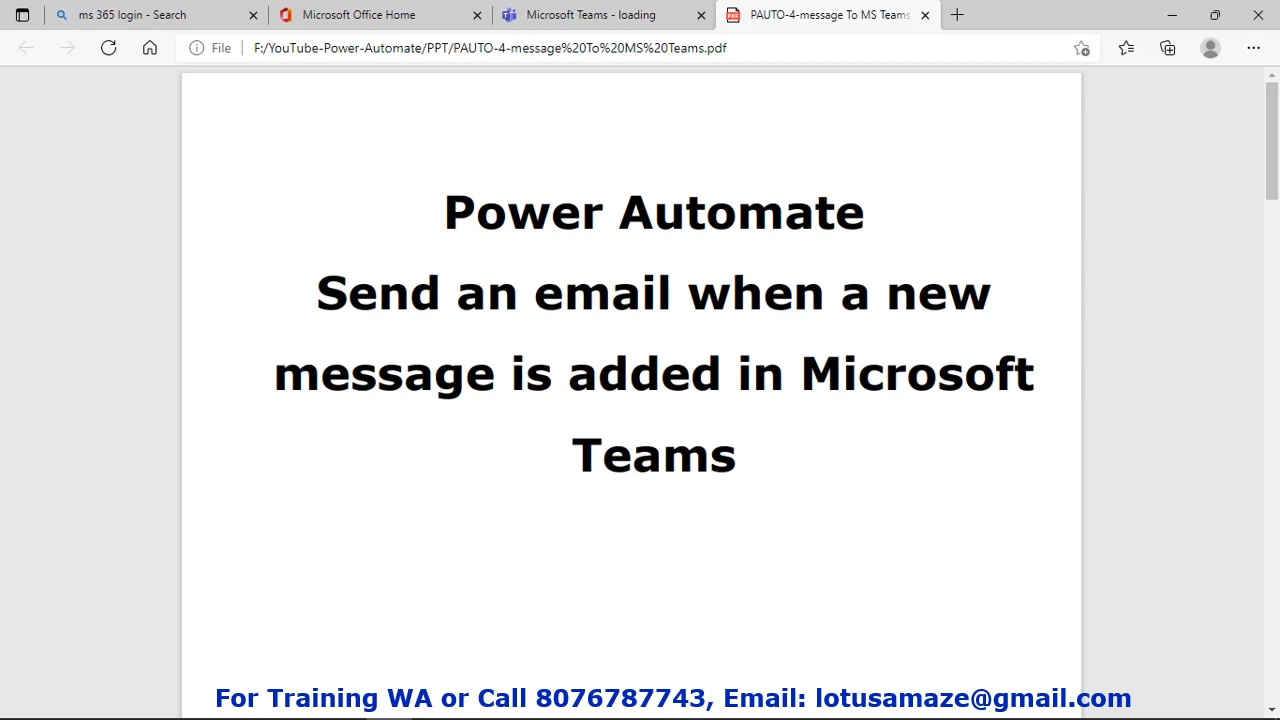 ms 365 login - Search
Microsoft Office Home
Microsoft Teams - loading
PDF
PAUTO-4-message To MS Teams
File
F:/YouTube-Power-Automate/PPT/PAUTO-4-message%20To%20MS%20Teams.pdf
Power Automate
Send an email when a new
message is added in Microsoft
Teams
For Training WA or Call 8076787743, Email: lotusamaze@gmail.com